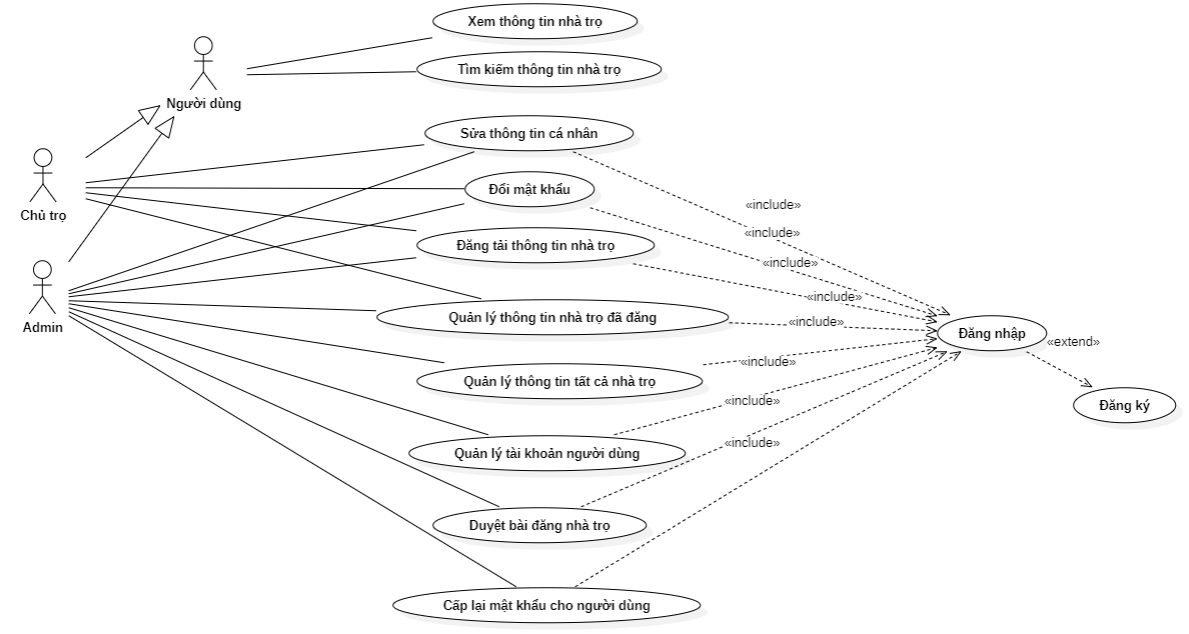 Xem thông tin nhà trọ
Tìm kiếm thông tin nhà trọ
Người dùng
Sửa thông tin cá nhân
Chủ trọ
Đổi mật khẩu
«include»
«include»
Đăng tải thông tin nhà trọ
«include»
Admin
«include»
Quản lý thông tin nhà trọ đã đăng
«include»
Đăng nhập
«extend»
«include»
Quản lý thông tin tất cả nhà trọ
«include»
Đăng ký
«include»
Quản lý tài khoản người dùng
Duyệt bài đăng nhà trọ
Cấp lại mật khẩu cho người dùng